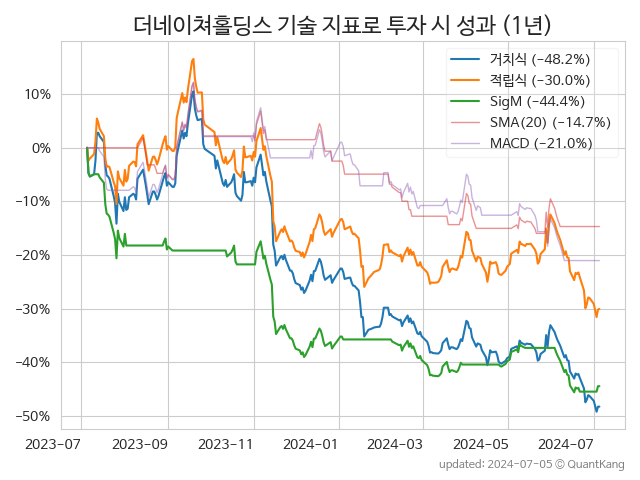 더네이쳐홀딩스 기술 지표로 투자 시 성과 (1년)
거치식 (−48.2%)
적립식 (−30.0%)
SigM (−44.4%)
SMA(20) (−14.7%)
MACD (−21.0%)
10%
0%
−10%
−20%
−30%
−40%
−50%
2023−07
2023−09
2023−11
2024−01
2024−03
2024−05
2024−07
updated: 2024-07-05 © QuantKang